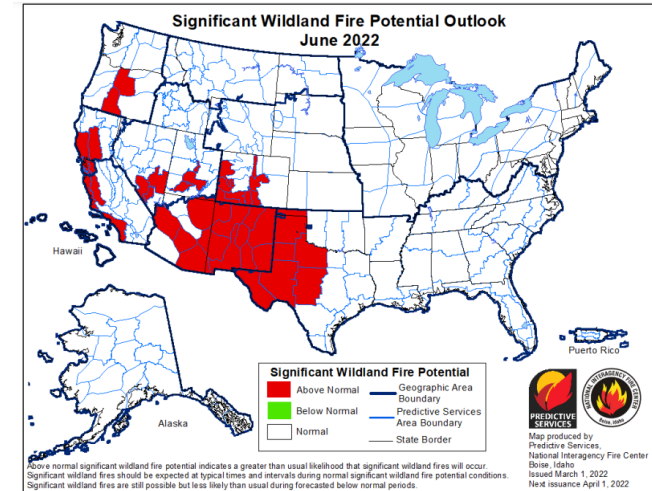 Significant Wildland Fire Potential Outlook
June 2022
Hawaii
Alaska
Puerto Rico
Significant Wildland Fire Potential
Above Normal
Below Normal
Normal
Geographic Area
Boundary
Predictive Services
Area Boundary
State Border
PREDICTIVE
SERVICES
NATIONAL INTERAGENCY FIRE CENTER
Boise, Idaho
Map produced by
Predictive Services,
National Interagency Fire Center
Boise, Idaho
Issued March 1, 2022
Next issuance April 1, 2022
Above normal significant wildland fire potential indicates a greater than usual likelihood that significant wildland fires will occur.
Significant wildland fires should be expected at typical times and intervals during normal significant wildland fire potential conditions.
Significant wildland fires are still possible but less likely than usual during forecasted below normal periods.